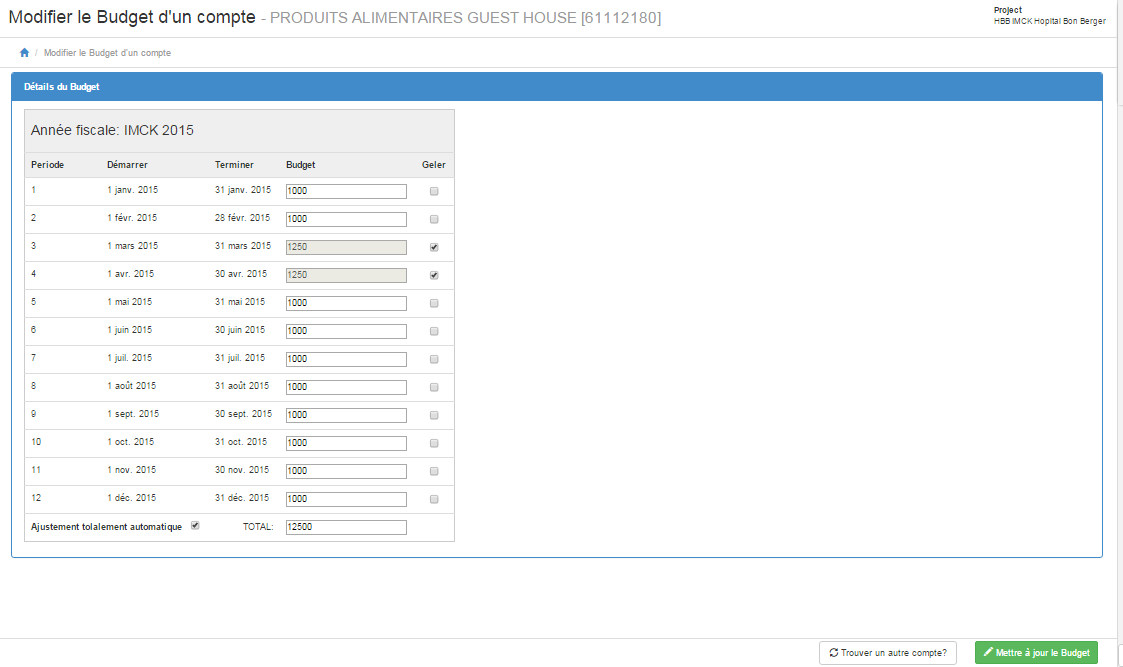 Modifier le Budget d'un compte - PRODUITS ALIMENTAIRES GUEST HOUSE [61112180]
Project
HBB IMCK Hopital Bon Berger
/ Modifier le Budget d'un compte
Détails du Budget
Année fiscale: IMCK 2015
Periode Démarrer Terminer Budget Geler
1 1 janv. 2015 31 janv. 2015 1000
2 1 févr. 2015 28 févr. 2015 1000
3 1 mars 2015 31 mars 2015 1250
4 1 avr. 2015 30 avr. 2015 1250
5 1 mai 2015 31 mai 2015 1000
6 1 juin 2015 30 juin 2015 1000
7 1 juil. 2015 31 juil. 2015 1000
8 1 août 2015 31 août 2015 1000
9 1 sept. 2015 30 sept. 2015 1000
10 1 oct. 2015 31 oct. 2015 1000
11 1 nov. 2015 30 nov. 2015 1000
12 1 déc. 2015 31 déc. 2015 1000
Ajustement tolalement automatique TOTAL: 12500
Trouver un autre compte? Mettre à jour le Budget